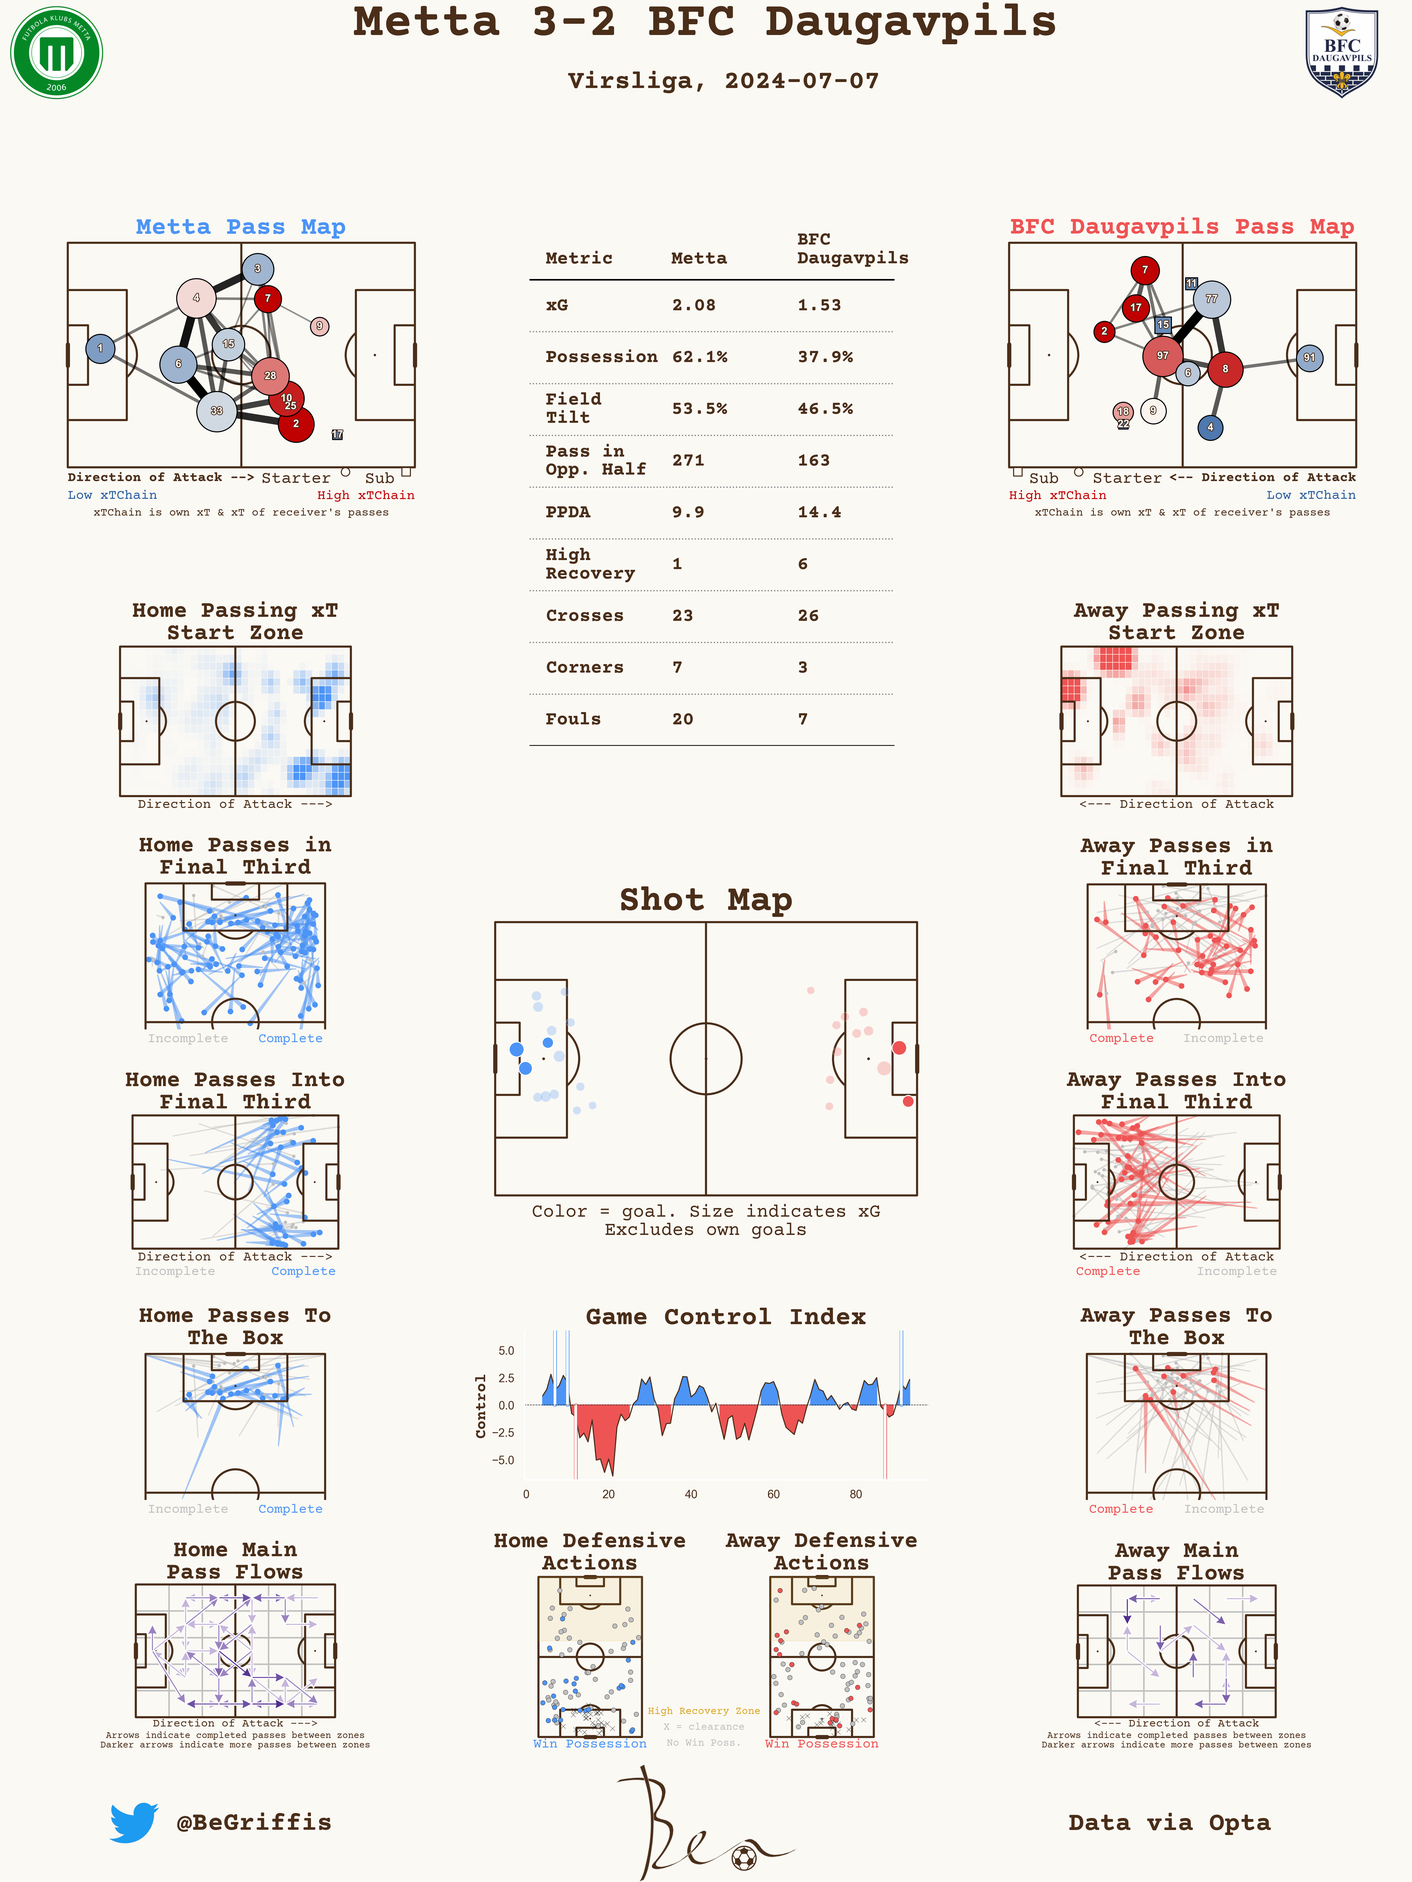 Metta 3-2 BFC Daugavpils
Virsliga, 2024-07-07
FUTBOLA KLUBS METTA
2006
BFC
DAUGAVPILS
Metta Pass Map
1
4
3
7
9
15
6
28
10
25
33
2
17
Direction of Attack --> Starter Sub
Low xTChain High xTChain
xTChain is own xT & xT of receiver's passes
Metric Metta BFC Daugavpils
xG 2.08 1.53
Possession 62.1% 37.9%
Field Tilt 53.5% 46.5%
Pass in Opp. Half 271 163
PPDA 9.9 14.4
High Recovery 1 6
Crosses 23 26
Corners 7 3
Fouls 20 7
BFC Daugavpils Pass Map
7
11
77
17
15
2
97
6
8
91
18
22
9
4
Sub Starter <-- Direction of Attack
High xTChain Low xTChain
xTChain is own xT & xT of receiver's passes
Home Passing xT
Start Zone
Direction of Attack --->
Away Passing xT
Start Zone
<--- Direction of Attack
Home Passes in
Final Third
Incomplete Complete
Away Passes in
Final Third
Complete Incomplete
Shot Map
Color = goal. Size indicates xG
Excludes own goals
Home Passes Into
Final Third
Direction of Attack --->
Incomplete Complete
Away Passes Into
Final Third
<--- Direction of Attack
Complete Incomplete
Home Passes To
The Box
Incomplete Complete
Game Control Index
Control
5.0
2.5
0.0
−2.5
−5.0
0 20 40 60 80
Away Passes To
The Box
Complete Incomplete
Home Main
Pass Flows
Direction of Attack --->
Arrows indicate completed passes between zones
Darker arrows indicate more passes between zones
Home Defensive
Actions
Win Possession
Away Defensive
Actions
Win Possession
High Recovery Zone
X = clearance
No Win Poss.
Away Main
Pass Flows
<--- Direction of Attack
Arrows indicate completed passes between zones
Darker arrows indicate more passes between zones
@BeGriffis
Ben
Data via Opta